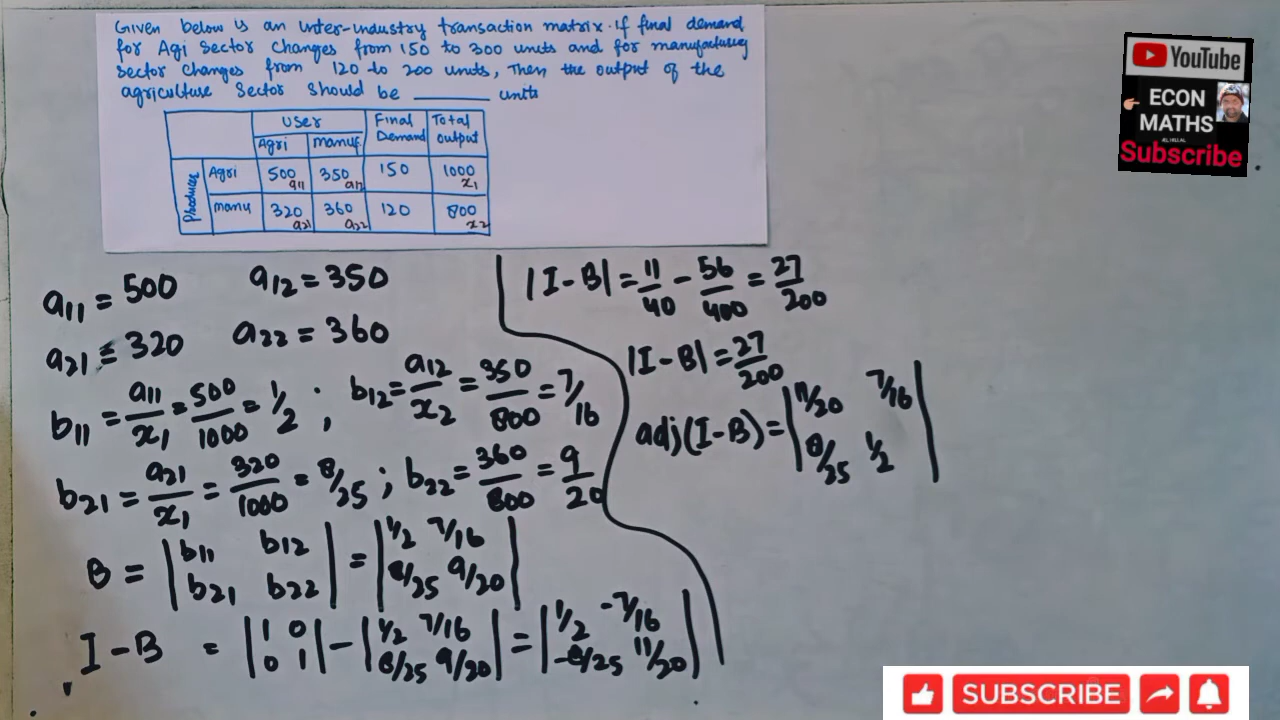 Given below is an inter-industry transaction matrix. If final demand
for Agi Sector changes from 150 to 300 units and for manufacturing
sector changes from 120 to 200 units, Then the output of the
agriculture Sector Should be ______ units
User Final Total
Agri manuf. Demand output
Producer
Agri 500 a11 350 a12 150 1000 x1
manu 320 a21 360 a22 120 800 x2
a11 = 500 a12 = 350
a21 = 320 a22 = 360
b11 = a11/x1 = 500/1000 = 1/2 ; b12 = a12/x2 = 350/800 = 7/16
b21 = a21/x1 = 320/1000 = 8/25 ; b22 = 360/800 = 9/20
B = |b11 b12| = |1/2 7/16|
|b21 b22| |8/25 9/20|
I-B = |1 0| - |1/2 7/16| = |1/2 -7/16|
|0 1| |8/25 9/20| |-8/25 11/20|
|I-B| = 11/40 - 56/400 = 27/200
|I-B| = 27/200
adj(I-B) = |11/20 7/16|
|8/25 1/2|
YouTube
ECON
MATHS
Subscribe
SUBSCRIBE